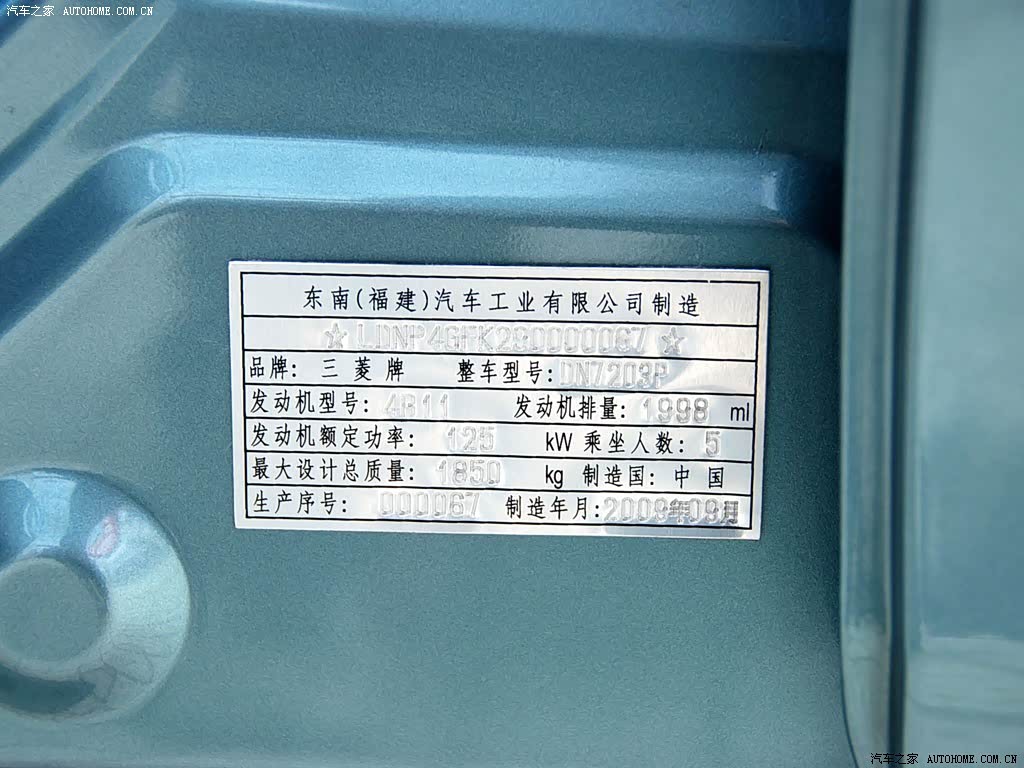 汽车之家 AUTOHOME.COM.CN
东南(福建)汽车工业有限公司制造
品牌: 三菱牌 整车型号:DN7203P
发动机型号: 4B11 发动机排量: 1998 ml
发动机额定功率: 125 kW 乘坐人数: 5
最大设计总质量: 1850 kg 制造国: 中国
生产序号: 000067 制造年月:2009年09月
汽车之家 AUTOHOME.COM.CN